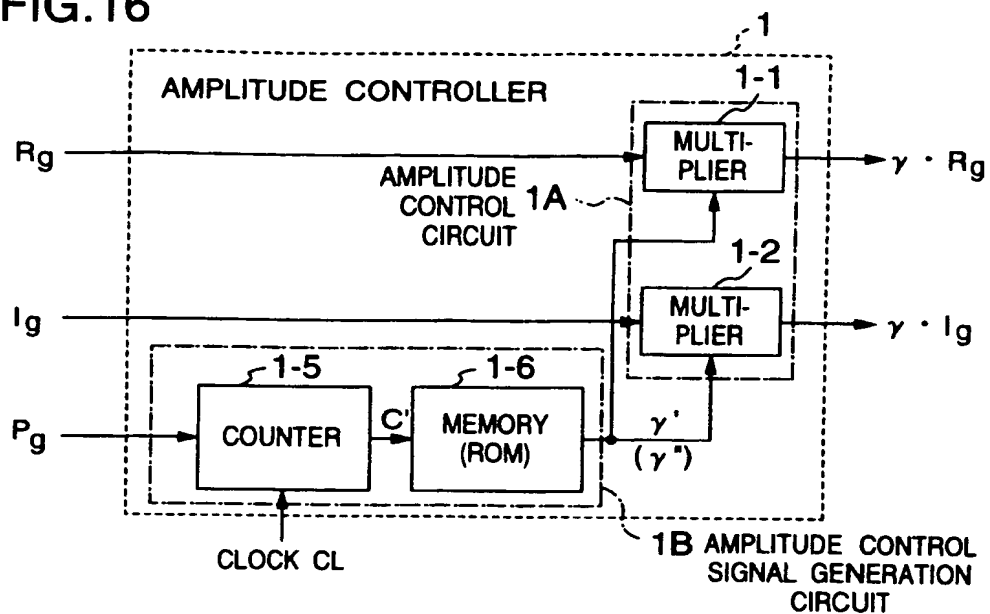 FIG.16
1
AMPLITUDE CONTROLLER
1-1
Rg
MULTI-
PLIER
γ · Rg
AMPLITUDE
CONTROL
CIRCUIT
1A
1-2
Ig
MULTI-
PLIER
γ · Ig
1-5
1-6
Pg
COUNTER
C'
MEMORY
(ROM)
γ'
(γ")
CLOCK CL
1B AMPLITUDE CONTROL
SIGNAL GENERATION
CIRCUIT